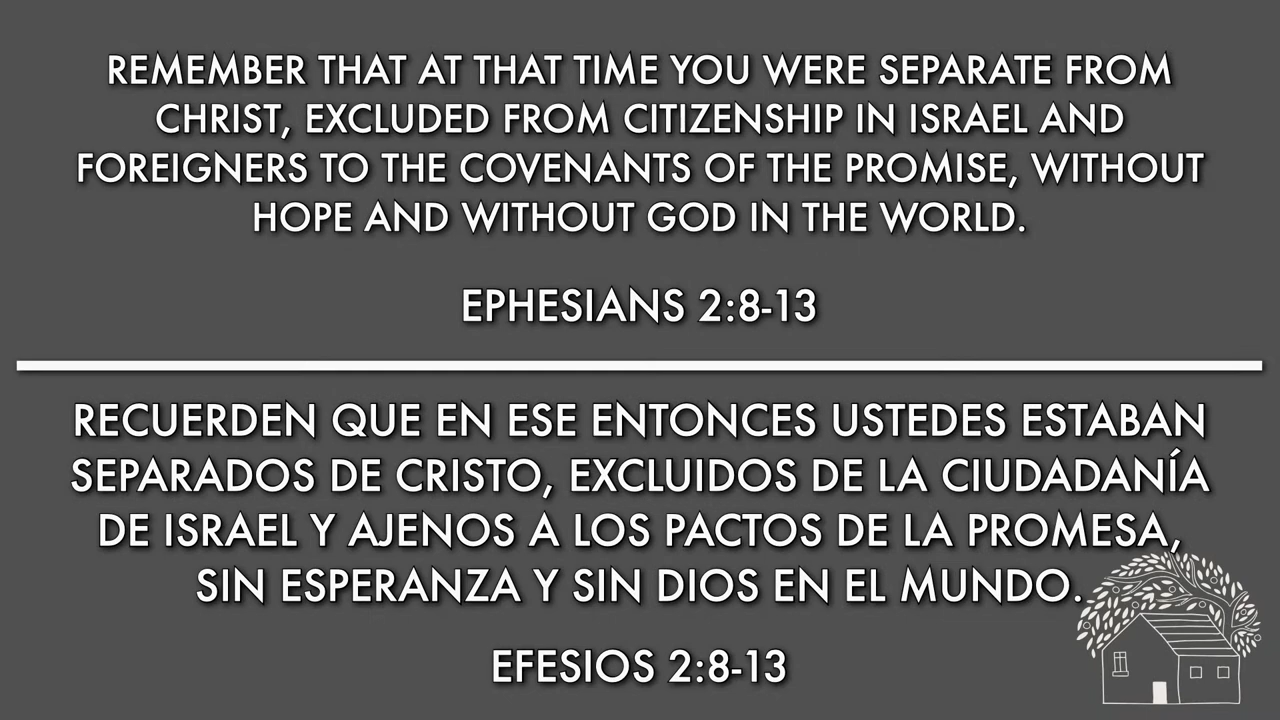 REMEMBER THAT AT THAT TIME YOU WERE SEPARATE FROM
CHRIST, EXCLUDED FROM CITIZENSHIP IN ISRAEL AND
FOREIGNERS TO THE COVENANTS OF THE PROMISE, WITHOUT
HOPE AND WITHOUT GOD IN THE WORLD.
EPHESIANS 2:8-13
RECUERDEN QUE EN ESE ENTONCES USTEDES ESTABAN
SEPARADOS DE CRISTO, EXCLUIDOS DE LA CIUDADANÍA
DE ISRAEL Y AJENOS A LOS PACTOS DE LA PROMESA,
SIN ESPERANZA Y SIN DIOS EN EL MUNDO.
EFESIOS 2:8-13